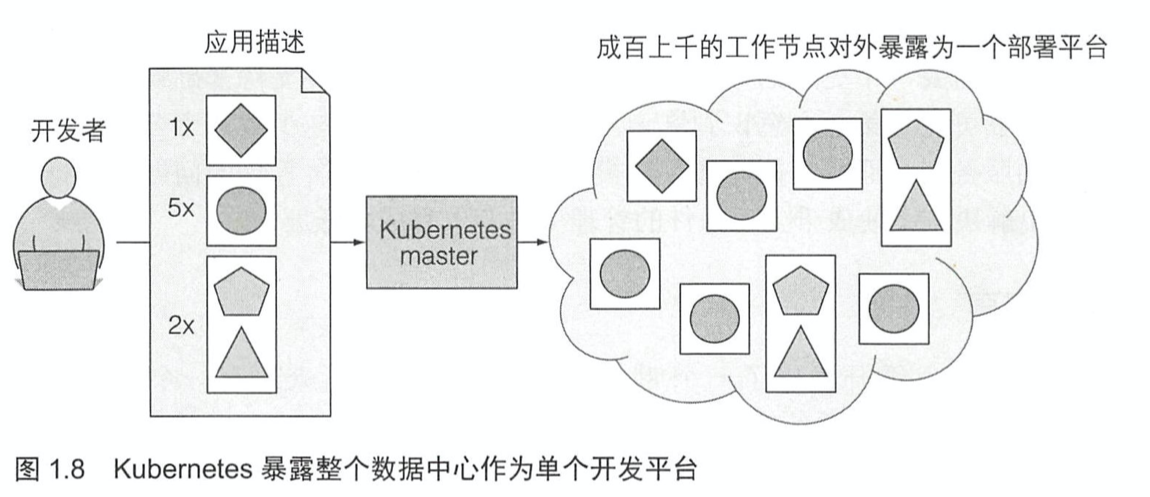 应用描述
成百上千的工作节点对外暴露为一个部署平台
开发者
1x
5x
2x
Kubernetes
master
图 1.8 Kubernetes 暴露整个数据中心作为单个开发平台